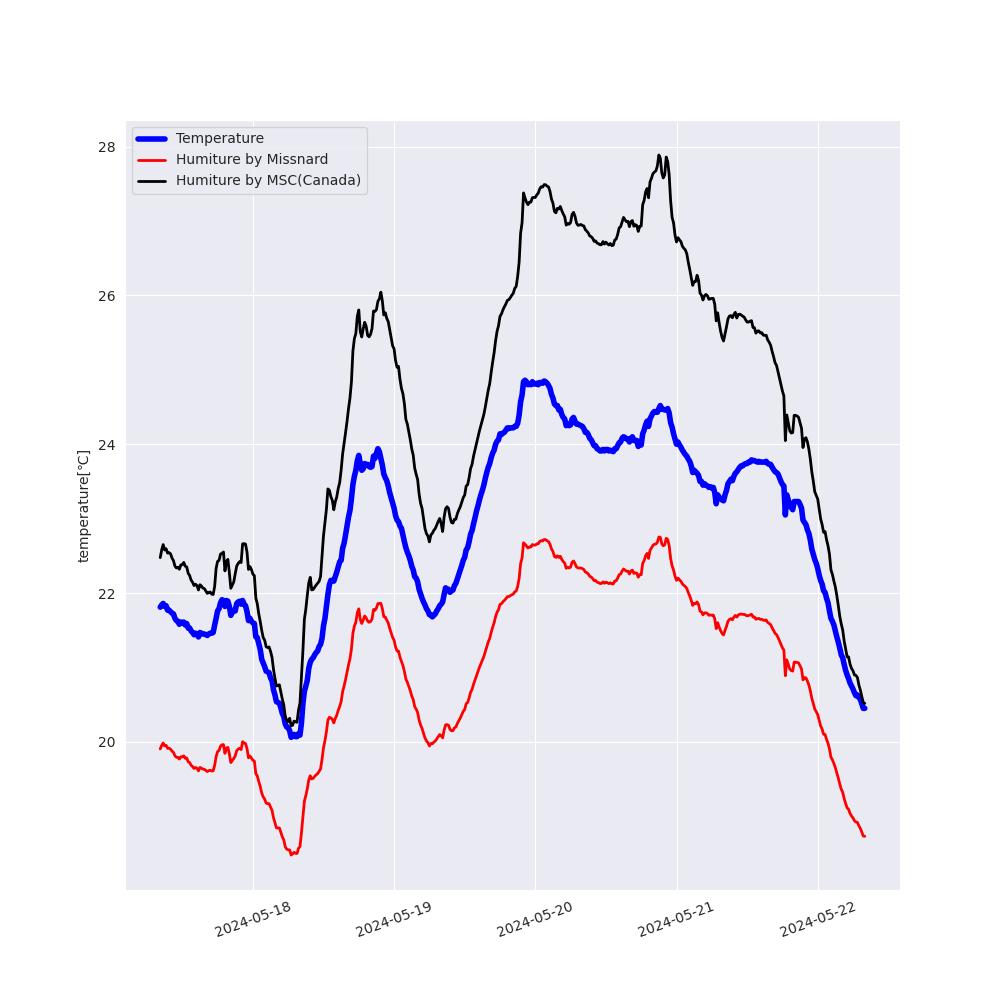 Temperature
Humiture by Missnard
Humiture by MSC(Canada)
28
26
24
22
20
temperature[℃]
2024-05-18
2024-05-19
2024-05-20
2024-05-21
2024-05-22